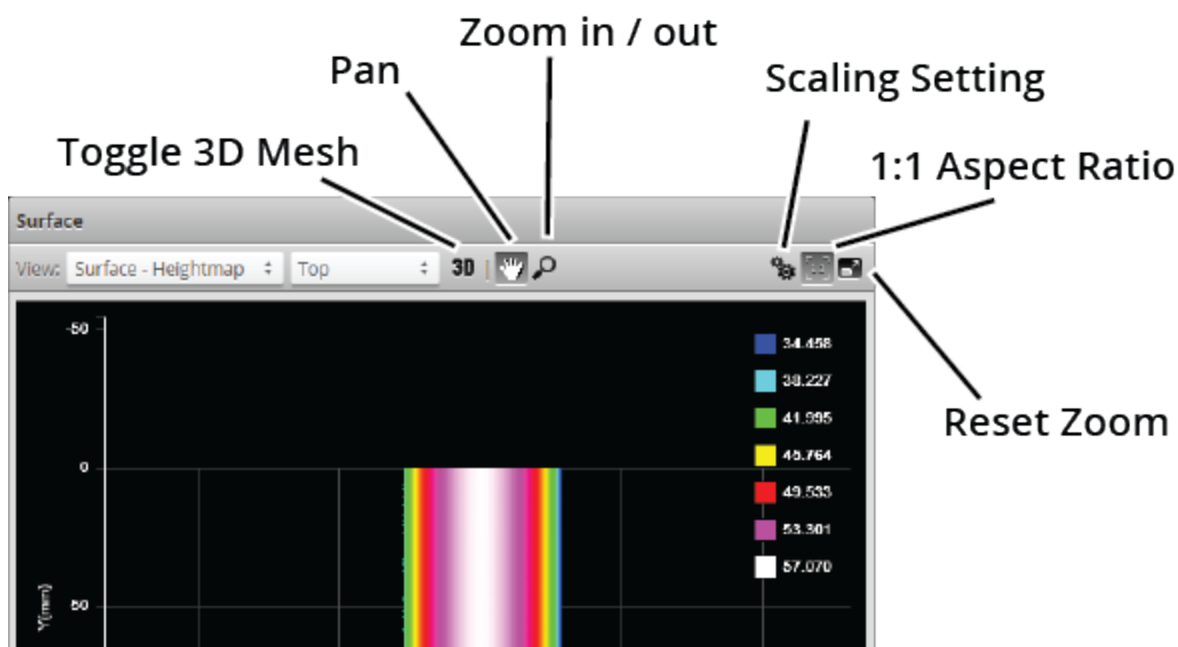 Zoom in / out
Pan
Scaling Setting
Toggle 3D Mesh
1:1 Aspect Ratio
Surface
View: Surface - Heightmap Top 3D
-50
34.458
38.227
41.995
45.764
0
49.533
53.301
57.070
50
Y(mm)
Reset Zoom